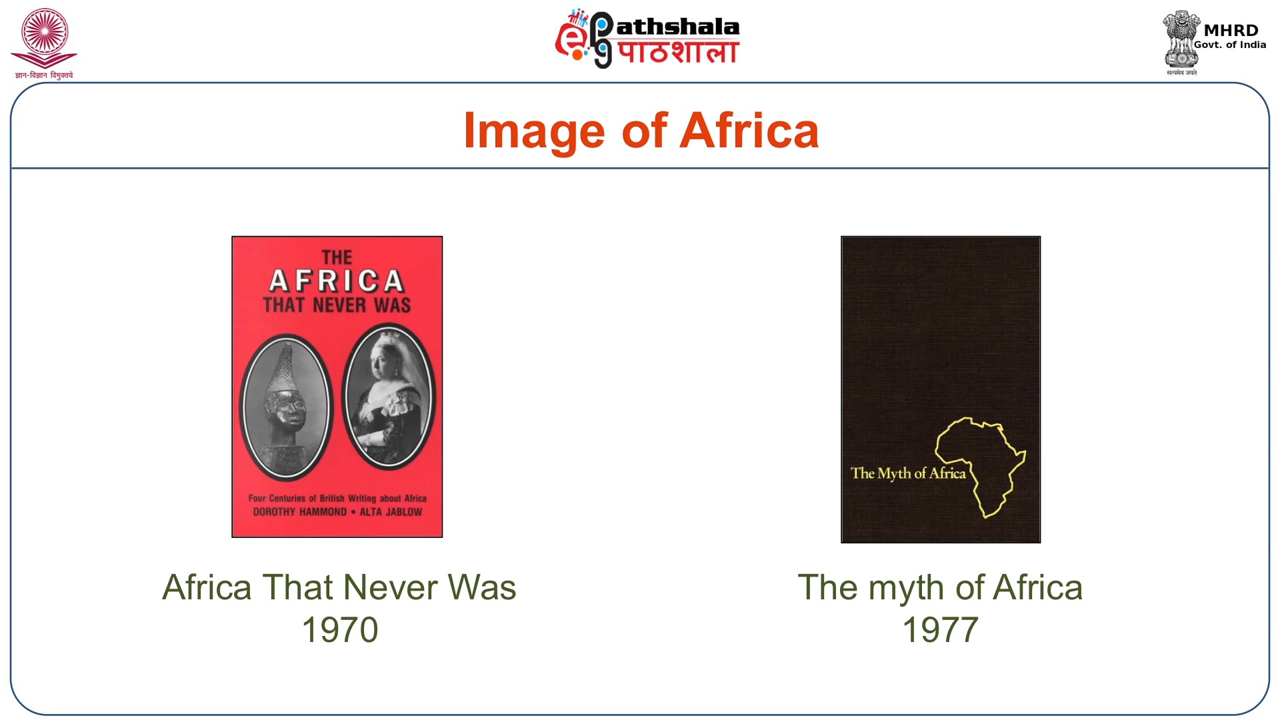 ज्ञान-विज्ञान विमुक्तये
ePg Pathshala
पाठशाला
MHRD
Govt. of India
सत्यमेव जयते
Image of Africa
THE
AFRICA
THAT NEVER WAS
Four Centuries of British Writing about Africa
DOROTHY HAMMOND • ALTA JABLOW
The Myth of Africa
Africa That Never Was
1970
The myth of Africa
1977